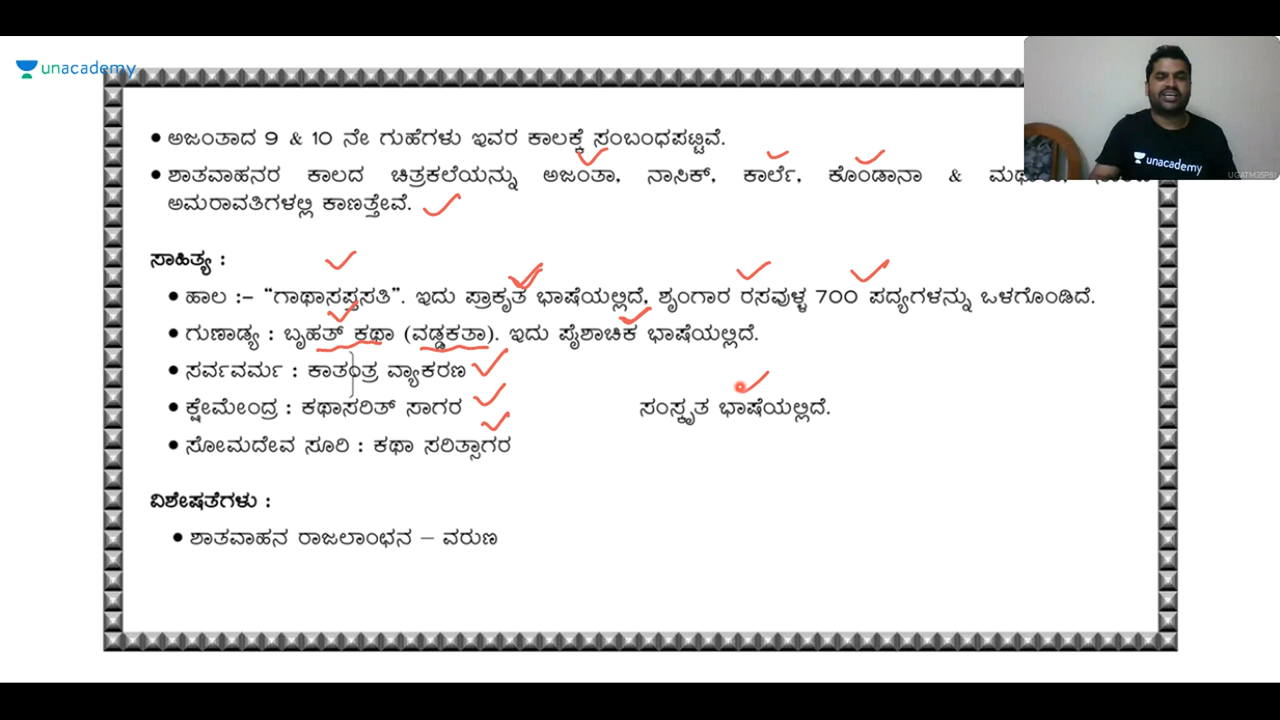 unacademy
• ಅಜಂತಾದ 9 & 10 ನೇ ಗುಹೆಗಳು ಇವರ ಕಾಲಕ್ಕೆ ಸಂಬಂಧಪಟ್ಟವೆ.
• ಶಾತವಾಹನರ ಕಾಲದ ಚಿತ್ರಕಲೆಯನ್ನು ಅಜಂತಾ, ನಾಸಿಕ್, ಕಾರ್ಲೆ, ಕೊಂಡಾನಾ &
ಅಮರಾವತಿಗಳಲ್ಲಿ ಕಾಣತ್ತೇವೆ.
ಸಾಹಿತ್ಯ :
• ಹಾಲ :– “ಗಾಥಾಸಪ್ತಸತಿ”. ಇದು ಪ್ರಾಕೃತ ಭಾಷೆಯಲ್ಲಿದೆ, ಶೃಂಗಾರ ರಸವುಳ್ಳ 700 ಪದ್ಯಗಳನ್ನು ಒಳಗೊಂಡಿದೆ.
• ಗುಣಾಡ್ಯ : ಬೃಹತ್ ಕಥಾ (ವಡ್ಡಕತಾ). ಇದು ಪೈಶಾಚಿಕ ಭಾಷೆಯಲ್ಲಿದೆ.
• ಸರ್ವವರ್ಮ : ಕಾತಂತ್ರ ವ್ಯಾಕರಣ
• ಕ್ಷೇಮೇಂದ್ರ : ಕಥಾಸರಿತ್ ಸಾಗರ ಸಂಸ್ಕೃತ ಭಾಷೆಯಲ್ಲಿದೆ.
• ಸೋಮದೇವ ಸೂರಿ : ಕಥಾ ಸರಿತ್ಸಾಗರ
ವಿಶೇಷತೆಗಳು :
• ಶಾತವಾಹನ ರಾಜಲಾಂಛನ – ವರುಣ
unacademy